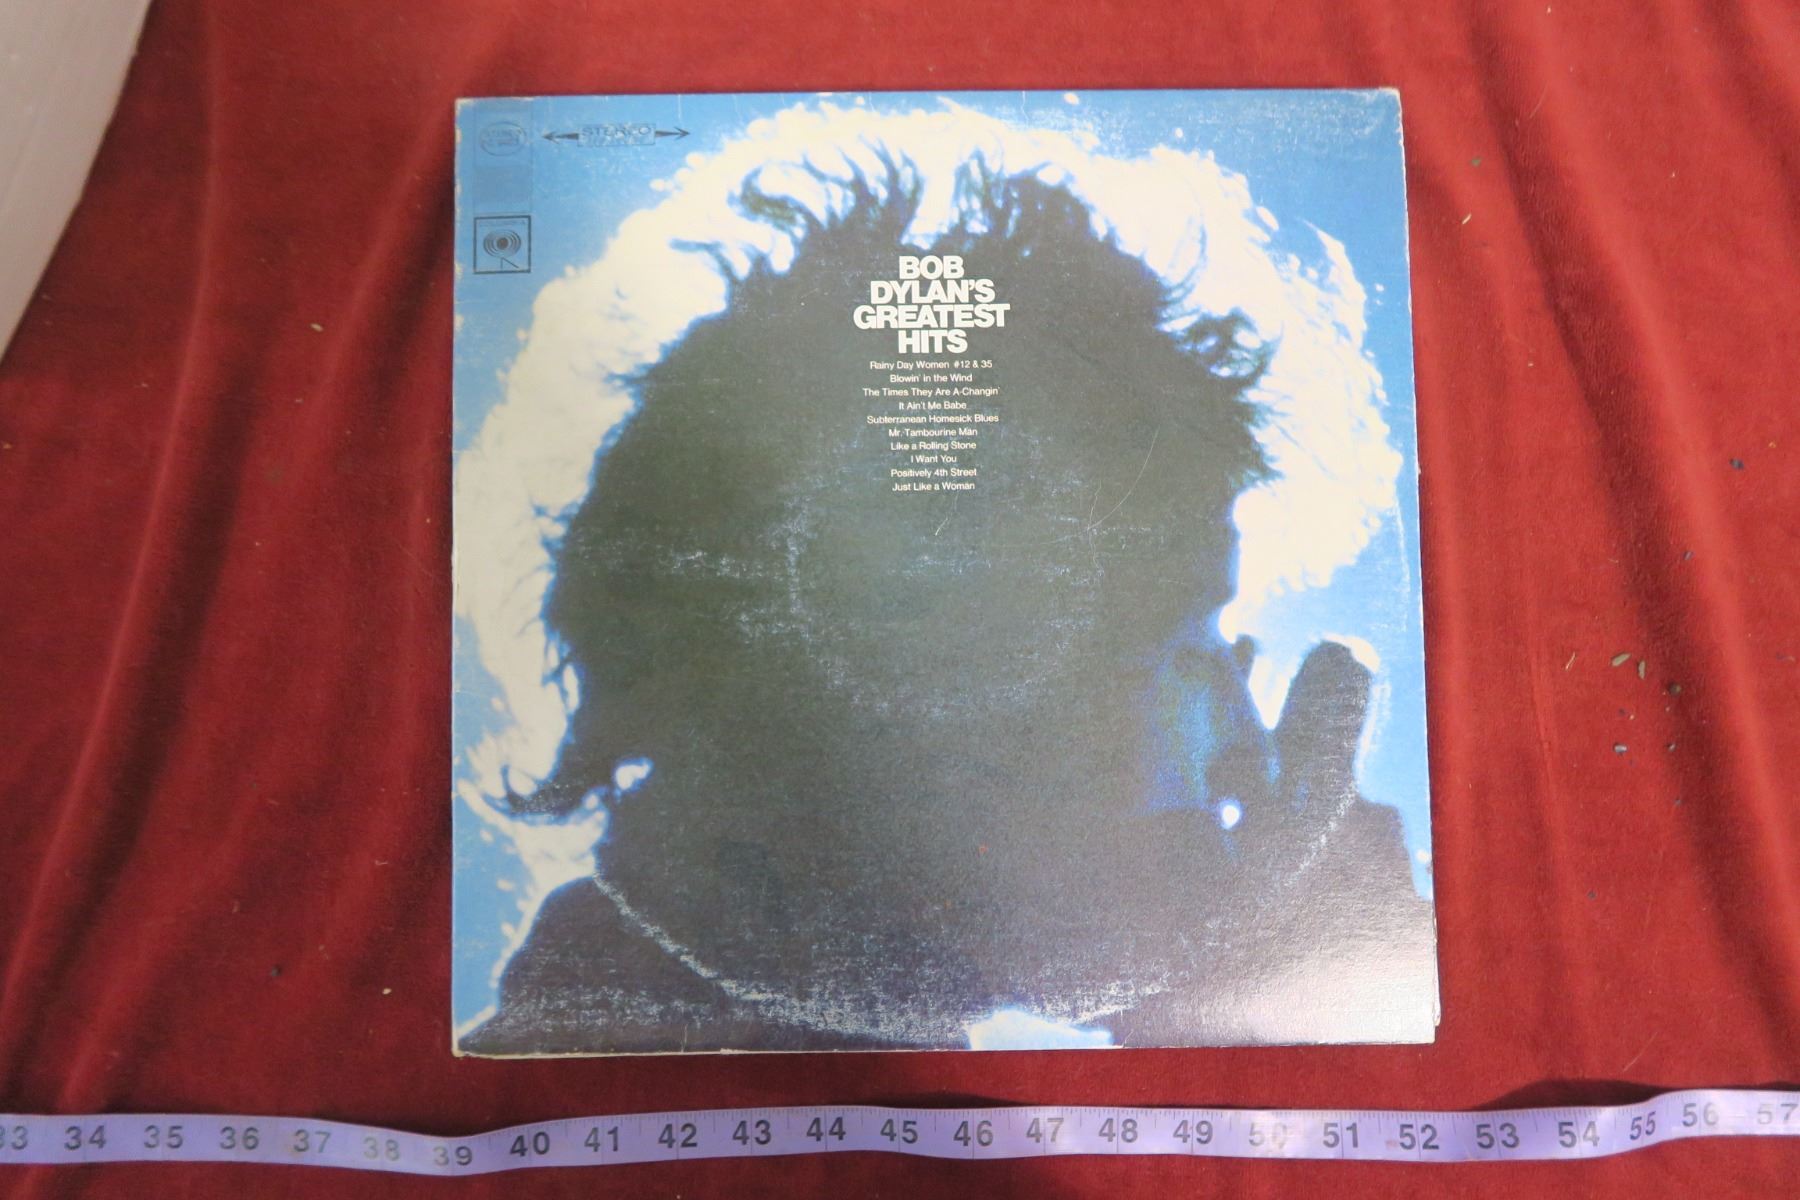 STEREO
BOB
DYLAN'S
GREATEST
HITS
Rainy Day Women #12 & 35
Blowin' in the Wind
The Times They Are A-Changin'
It Ain't Me Babe
Subterranean Homesick Blues
Mr. Tambourine Man
Like a Rolling Stone
I Want You
Positively 4th Street
Just Like a Woman
33 34 35 36 37 38 39 40 41 42 43 44 45 46 47 48 49 50 51 52 53 54 55 56 57